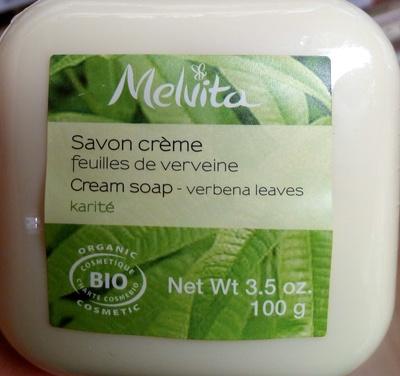 Melvita
Savon crème
feuilles de verveine
Cream soap - verbena leaves
karité
ORGANIC
COSMÉTIQUE
BIO
CHARTE COSMEBIO
COSMETIC
Net Wt 3.5 oz.
100 g